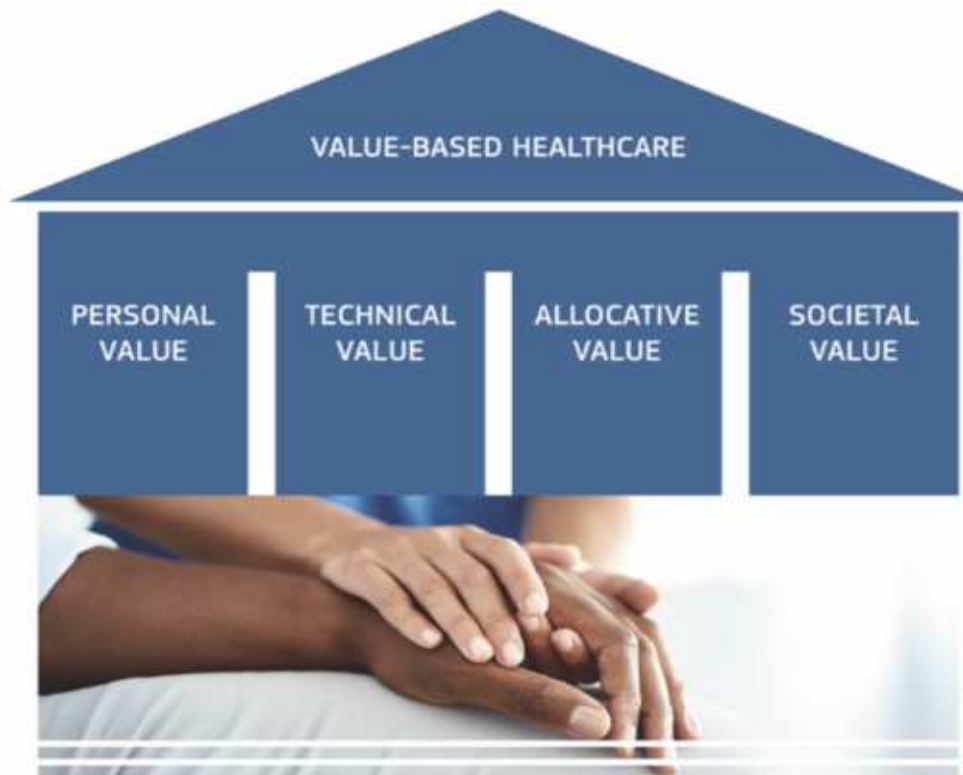 VALUE-BASED HEALTHCARE
PERSONAL
VALUE
TECHNICAL
VALUE
ALLOCATIVE
VALUE
SOCIETAL
VALUE